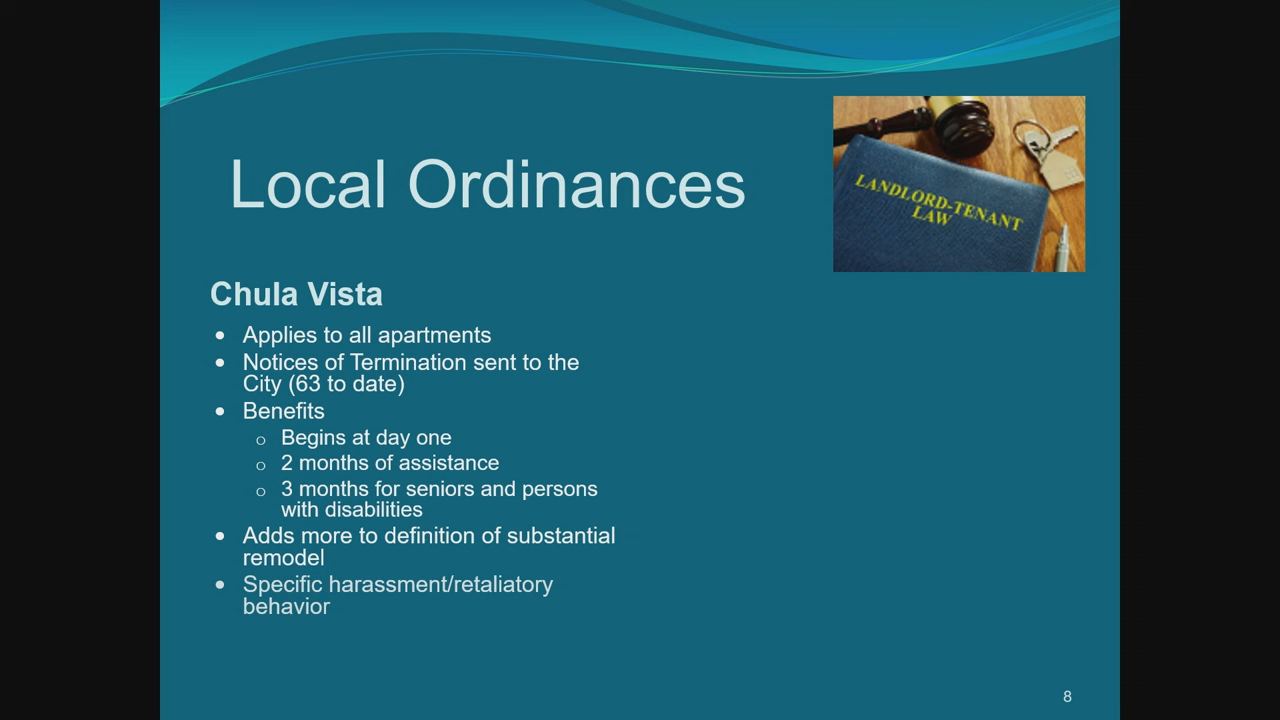 LANDLORD-TENANT
LAW
Local Ordinances
Chula Vista
• Applies to all apartments
• Notices of Termination sent to the
City (63 to date)
• Benefits
o Begins at day one
o 2 months of assistance
o 3 months for seniors and persons
with disabilities
• Adds more to definition of substantial
remodel
• Specific harassment/retaliatory
behavior
8